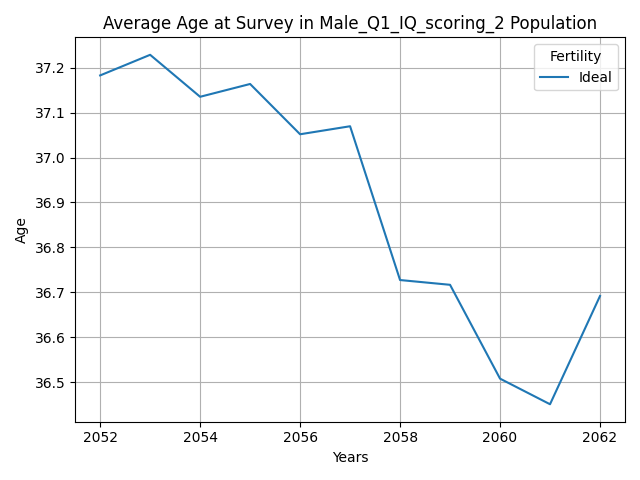 Average Age at Survey in Male_Q1_IQ_scoring_2 Population
Fertility
Ideal
37.2
37.1
37.0
36.9
36.8
36.7
36.6
36.5
Age
2052
2054
2056
2058
2060
2062
Years